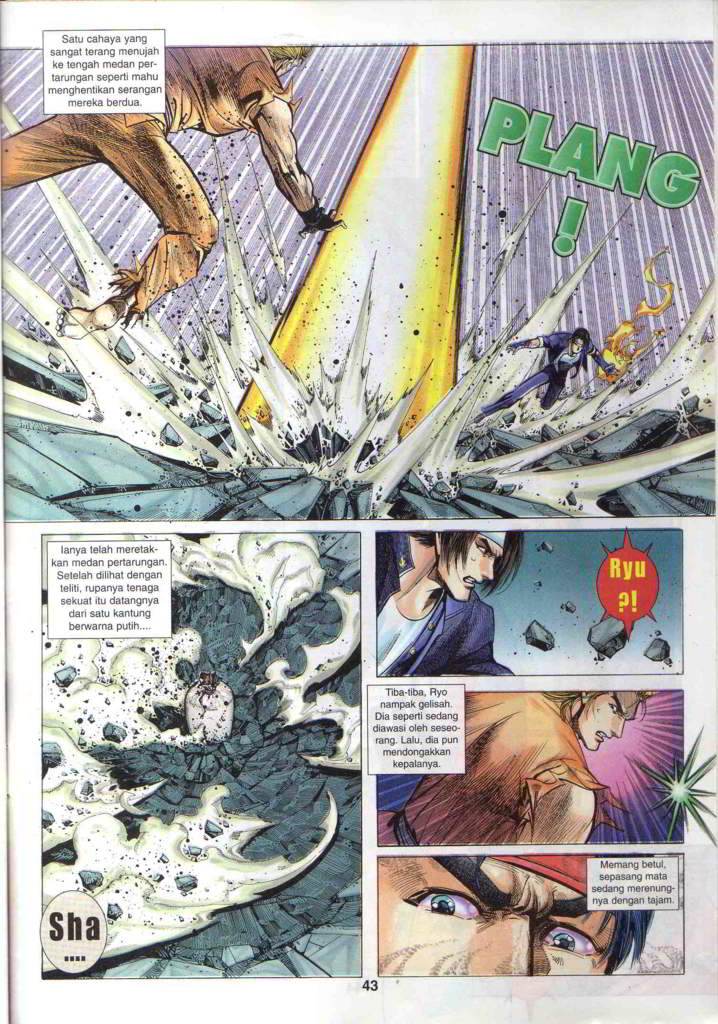 Satu cahaya yang
sangat terang menujah
ke tengah medan per-
tarungan seperti mahu
menghentikan serangan
mereka berdua.
PLANG
!
Ianya telah meretak-
kan medan pertarungan.
Setelah dilihat dengan
teliti, rupanya tenaga
sekuat itu datangnya
dari satu kantung
berwarna putih....
Sha
....
Ryu
?!
Tiba-tiba, Ryo
nampak gelisah.
Dia seperti sedang
diawasi oleh seseo-
rang. Lalu, dia pun
mendongakkan
kepalanya.
Memang betul,
sepasang mata
sedang merenung-
nya dengan tajam.
43